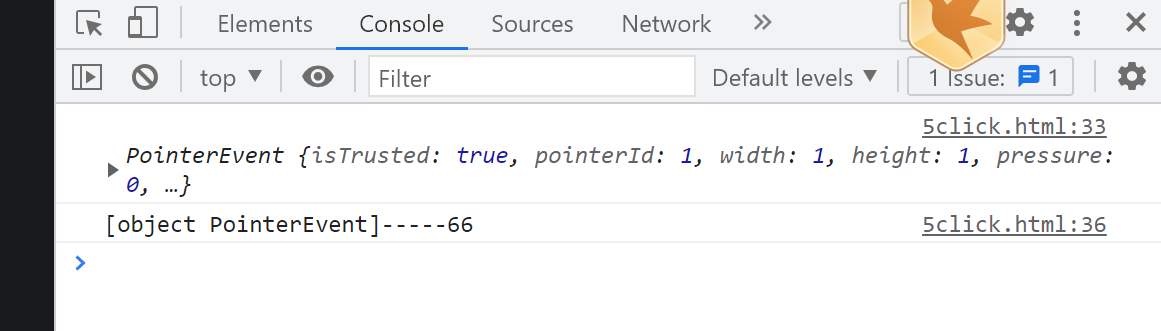 Elements Console Sources Network
top Filter Default levels 1 Issue: 1
5click.html:33
PointerEvent {isTrusted: true, pointerId: 1, width: 1, height: 1, pressure:
0, …}
[object PointerEvent]-----66 5click.html:36